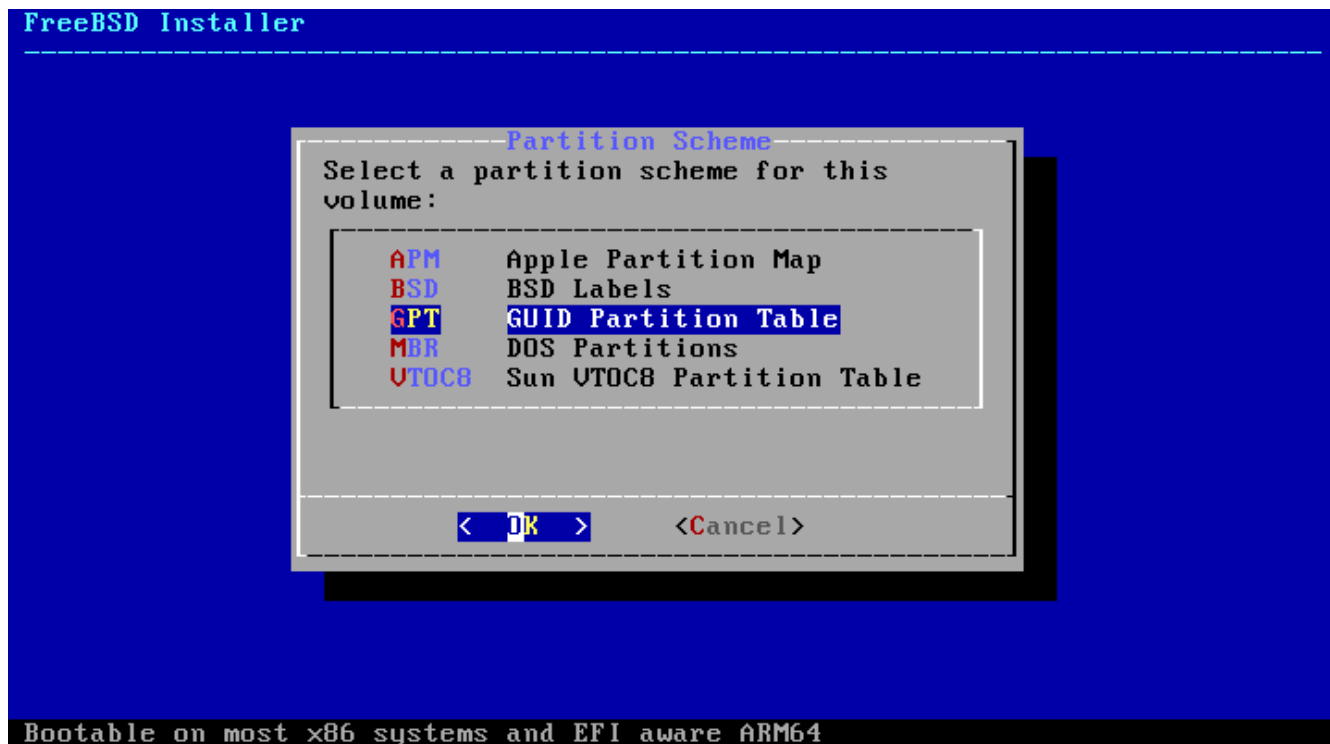 FreeBSD Installer
Partition Scheme
Select a partition scheme for this
volume:
APM Apple Partition Map
BSD BSD Labels
GPT GUID Partition Table
MBR DOS Partitions
VTOC8 Sun VTOC8 Partition Table
< OK > <Cancel>
Bootable on most x86 systems and EFI aware ARM64